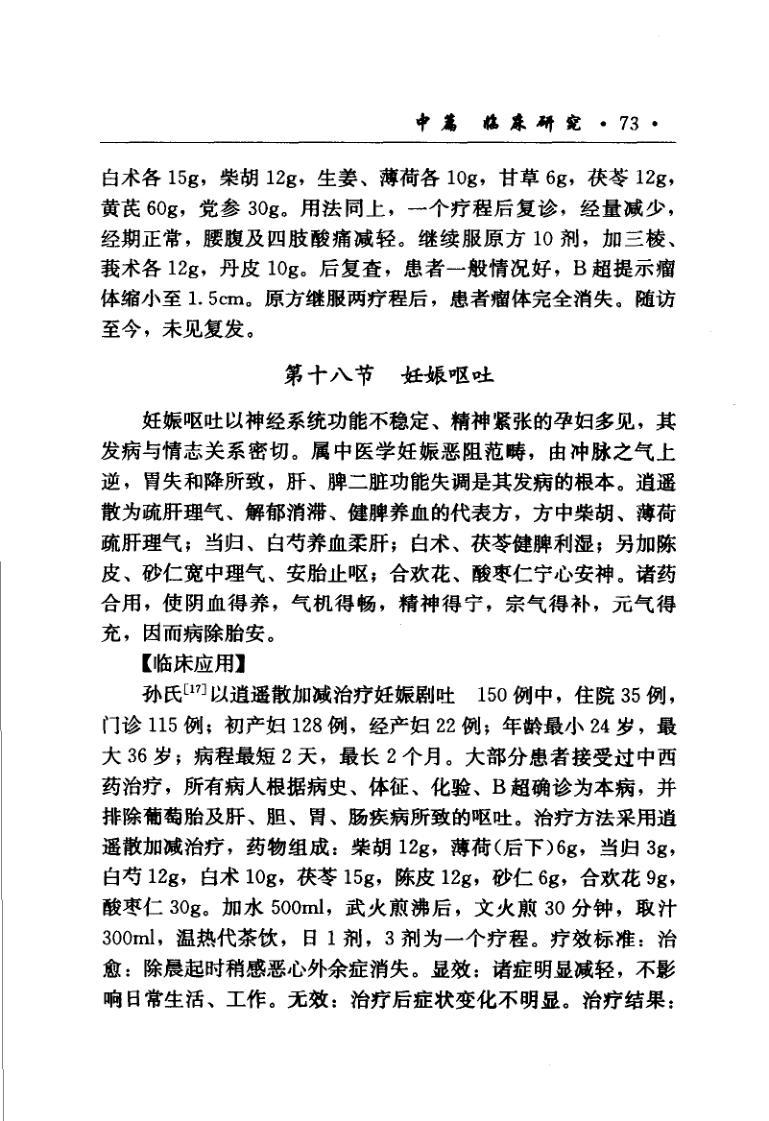 中篇 临床研究 · 73 ·
白术各 15g，柴胡 12g，生姜、薄荷各 10g，甘草 6g，茯苓 12g，
黄芪 60g，党参 30g。用法同上，一个疗程后复诊，经量减少，
经期正常，腰腹及四肢酸痛减轻。继续服原方 10 剂，加三棱、
莪术各 12g，丹皮 10g。后复查，患者一般情况好，B 超提示瘤
体缩小至 1.5cm。原方继服两疗程后，患者瘤体完全消失。随访
至今，未见复发。
第十八节 妊娠呕吐
妊娠呕吐以神经系统功能不稳定、精神紧张的孕妇多见，其
发病与情志关系密切。属中医学妊娠恶阻范畴，由冲脉之气上
逆，胃失和降所致，肝、脾二脏功能失调是其发病的根本。逍遥
散为疏肝理气、解郁消滞、健脾养血的代表方，方中柴胡、薄荷
疏肝理气；当归、白芍养血柔肝；白术、茯苓健脾利湿；另加陈
皮、砂仁宽中理气、安胎止呕；合欢花、酸枣仁宁心安神。诸药
合用，使阴血得养，气机得畅，精神得宁，宗气得补，元气得
充，因而病除胎安。
【临床应用】
孙氏[17]以逍遥散加减治疗妊娠剧吐 150 例中，住院 35 例，
门诊 115 例；初产妇 128 例，经产妇 22 例；年龄最小 24 岁，最
大 36 岁；病程最短 2 天，最长 2 个月。大部分患者接受过中西
药治疗，所有病人根据病史、体征、化验、B 超确诊为本病，并
排除葡萄胎及肝、胆、胃、肠疾病所致的呕吐。治疗方法采用逍
遥散加减治疗，药物组成：柴胡 12g，薄荷(后下)6g，当归 3g，
白芍 12g，白术 10g，茯苓 15g，陈皮 12g，砂仁 6g，合欢花 9g，
酸枣仁 30g。加水 500ml，武火煎沸后，文火煎 30 分钟，取汁
300ml，温热代茶饮，日 1 剂，3 剂为一个疗程。疗效标准：治
愈：除晨起时稍感恶心外余症消失。显效：诸症明显减轻，不影
响日常生活、工作。无效：治疗后症状变化不明显。治疗结果：